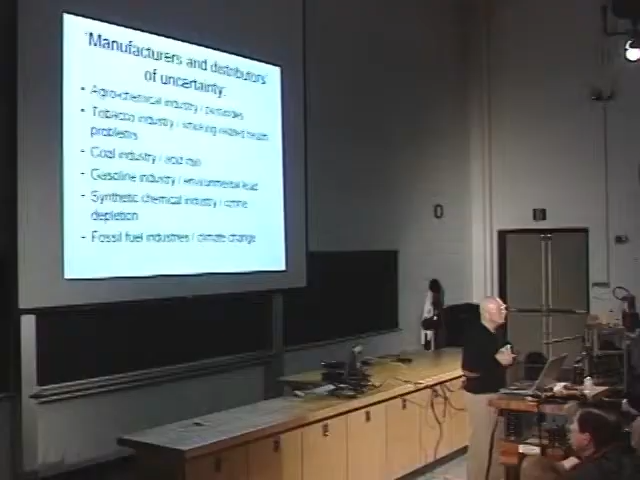 'Manufacturers and distributors'
of uncertainty:
• Agro-chemical industry / pesticides
• Tobacco industry / smoking related health
problems
- Coal industry / acid rain
- Gasoline industry / environmental lead
- Synthetic chemical industry / ozone
depletion
- Fossil fuel industries / climate change